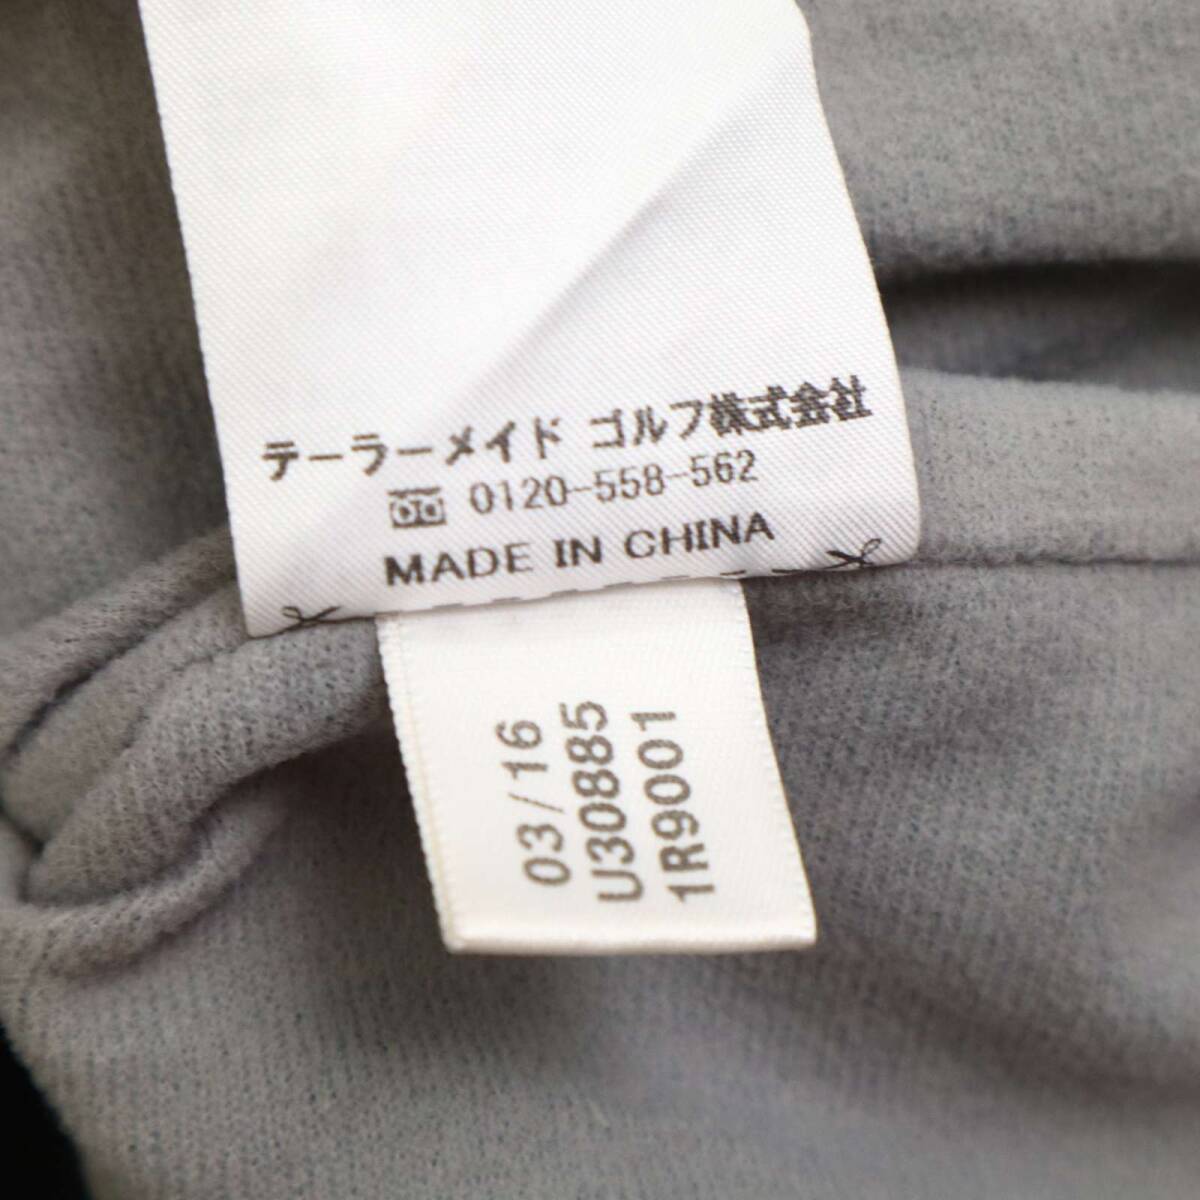 テーラーメイド ゴルフ株式会社
0120-558-562
MADE IN CHINA
03/16
U30885
1R9001